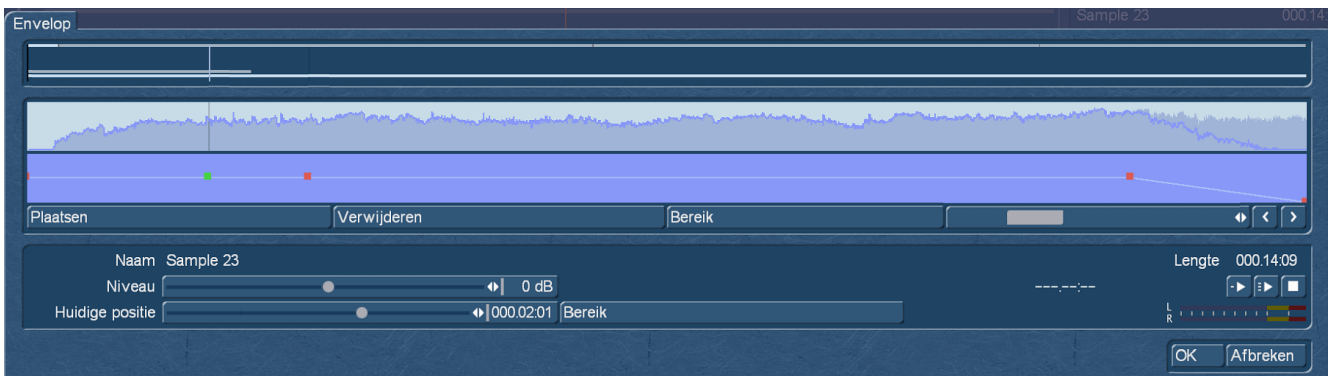 Sample 23 000.14
Envelop
Plaatsen Verwijderen Bereik
Naam Sample 23 Lengte 000.14:09
Niveau 0 dB ---.--:--
Huidige positie 000.02:01 Bereik
L
R
OK Afbreken